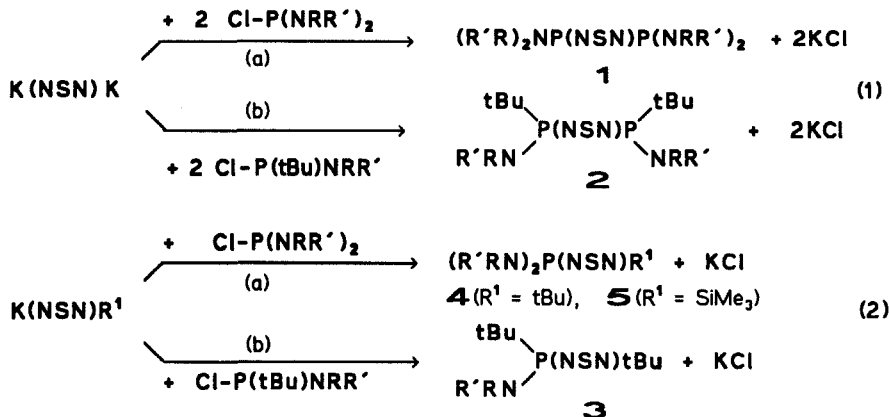 + 2 Cl-P(NRR´)₂
(a)
(R´R)₂NP(NSN)P(NRR´)₂ + 2KCl
1
K(NSN)K
(1)
(b)
+ 2 Cl-P(tBu)NRR´
tBu tBu
P(NSN)P + 2KCl
R´RN NRR´
2
+ Cl-P(NRR´)₂
(a)
(R´RN)₂P(NSN)R¹ + KCl
4 (R¹ = tBu), 5 (R¹ = SiMe₃)
K(NSN)R¹
(2)
(b)
+ Cl-P(tBu)NRR´
tBu
P(NSN)tBu + KCl
R´RN
3